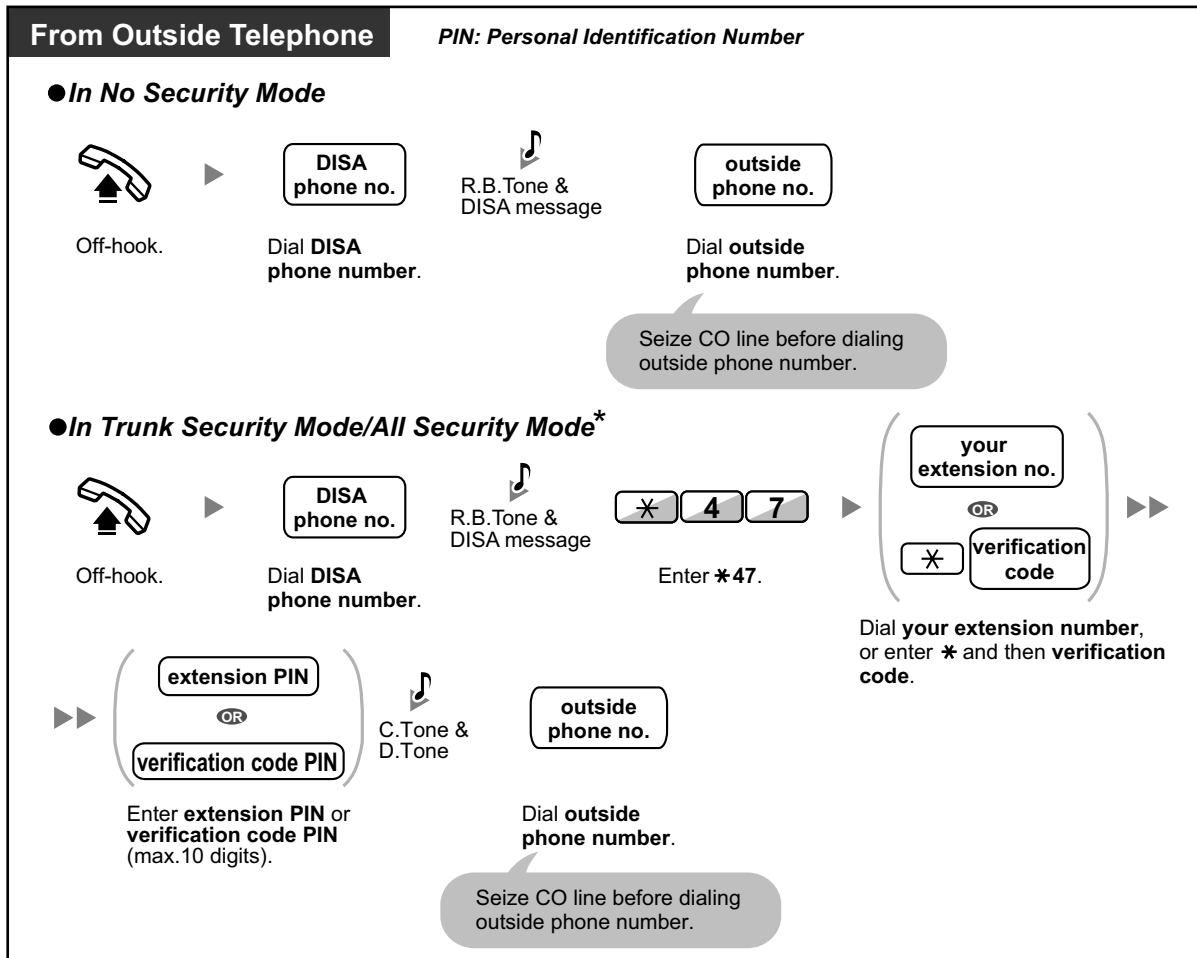 From Outside Telephone
PIN: Personal Identification Number
●In No Security Mode
DISA
phone no.
R.B.Tone &
DISA message
outside
phone no.
Off-hook.
Dial DISA
phone number.
Dial outside
phone number.
Seize CO line before dialing
outside phone number.
●In Trunk Security Mode/All Security Mode*
DISA
phone no.
R.B.Tone &
DISA message
* 4 7
your
extension no.
OR
* verification
code
Off-hook.
Dial DISA
phone number.
Enter *47.
Dial your extension number,
or enter * and then verification
code.
extension PIN
OR
verification code PIN
C.Tone &
D.Tone
outside
phone no.
Enter extension PIN or
verification code PIN
(max.10 digits).
Dial outside
phone number.
Seize CO line before dialing
outside phone number.